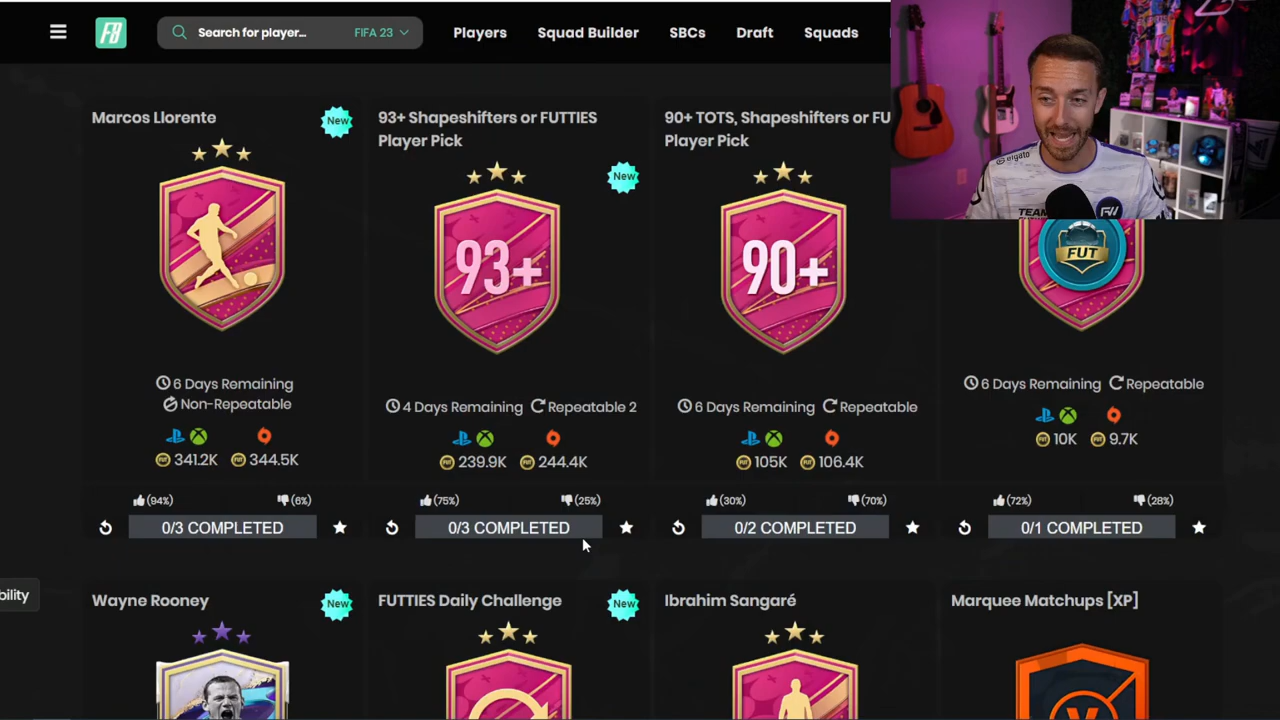 FB
Search for player...
FIFA 23
Players
Squad Builder
SBCs
Draft
Squads
Marcos Llorente
New
93+ Shapeshifters or FUTTIES
Player Pick
New
90+ TOTS, Shapeshifters or FU
Player Pick
93+
90+
FUT
elgato
TEAM
FW
6 Days Remaining
Non-Repeatable
341.2K
344.5K
4 Days Remaining
Repeatable 2
239.9K
244.4K
6 Days Remaining
Repeatable
105K
106.4K
6 Days Remaining
Repeatable
10K
9.7K
(94%)
(6%)
0/3 COMPLETED
(75%)
(25%)
0/3 COMPLETED
(30%)
(70%)
0/2 COMPLETED
(72%)
(28%)
0/1 COMPLETED
bility
Wayne Rooney
New
FUTTIES Daily Challenge
New
Ibrahim Sangaré
Marquee Matchups [XP]